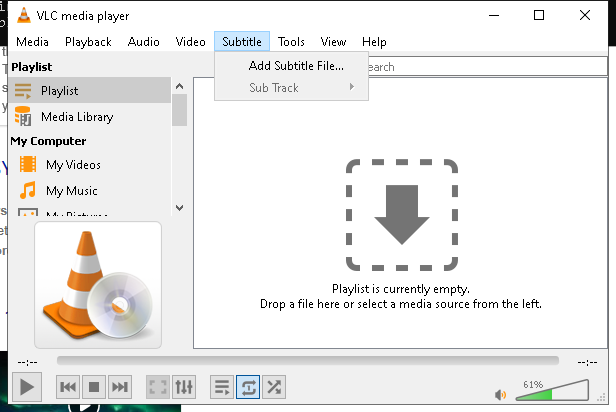 VLC media player
Media Playback Audio Video Subtitle Tools View Help
Playlist
Add Subtitle File...
earch
Playlist
Sub Track
Media Library
My Computer
My Videos
My Music
My Pictures
Playlist is currently empty.
Drop a file here or select a media source from the left.
--:--
--:--
61%